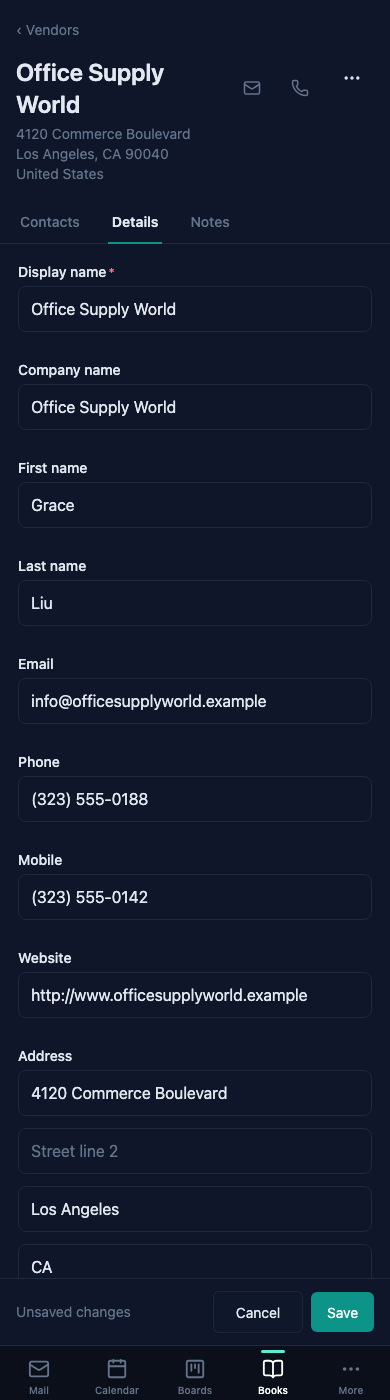 ‹ Vendors
Office Supply
World
4120 Commerce Boulevard
Los Angeles, CA 90040
United States
Contacts
Details
Notes
Display name *
Office Supply World
Company name
Office Supply World
First name
Grace
Last name
Liu
Email
info@officesupplyworld.example
Phone
(323) 555-0188
Mobile
(323) 555-0142
Website
http://www.officesupplyworld.example
Address
4120 Commerce Boulevard
Street line 2
Los Angeles
CA
Unsaved changes
Cancel
Save
Mail
Calendar
Boards
Books
More